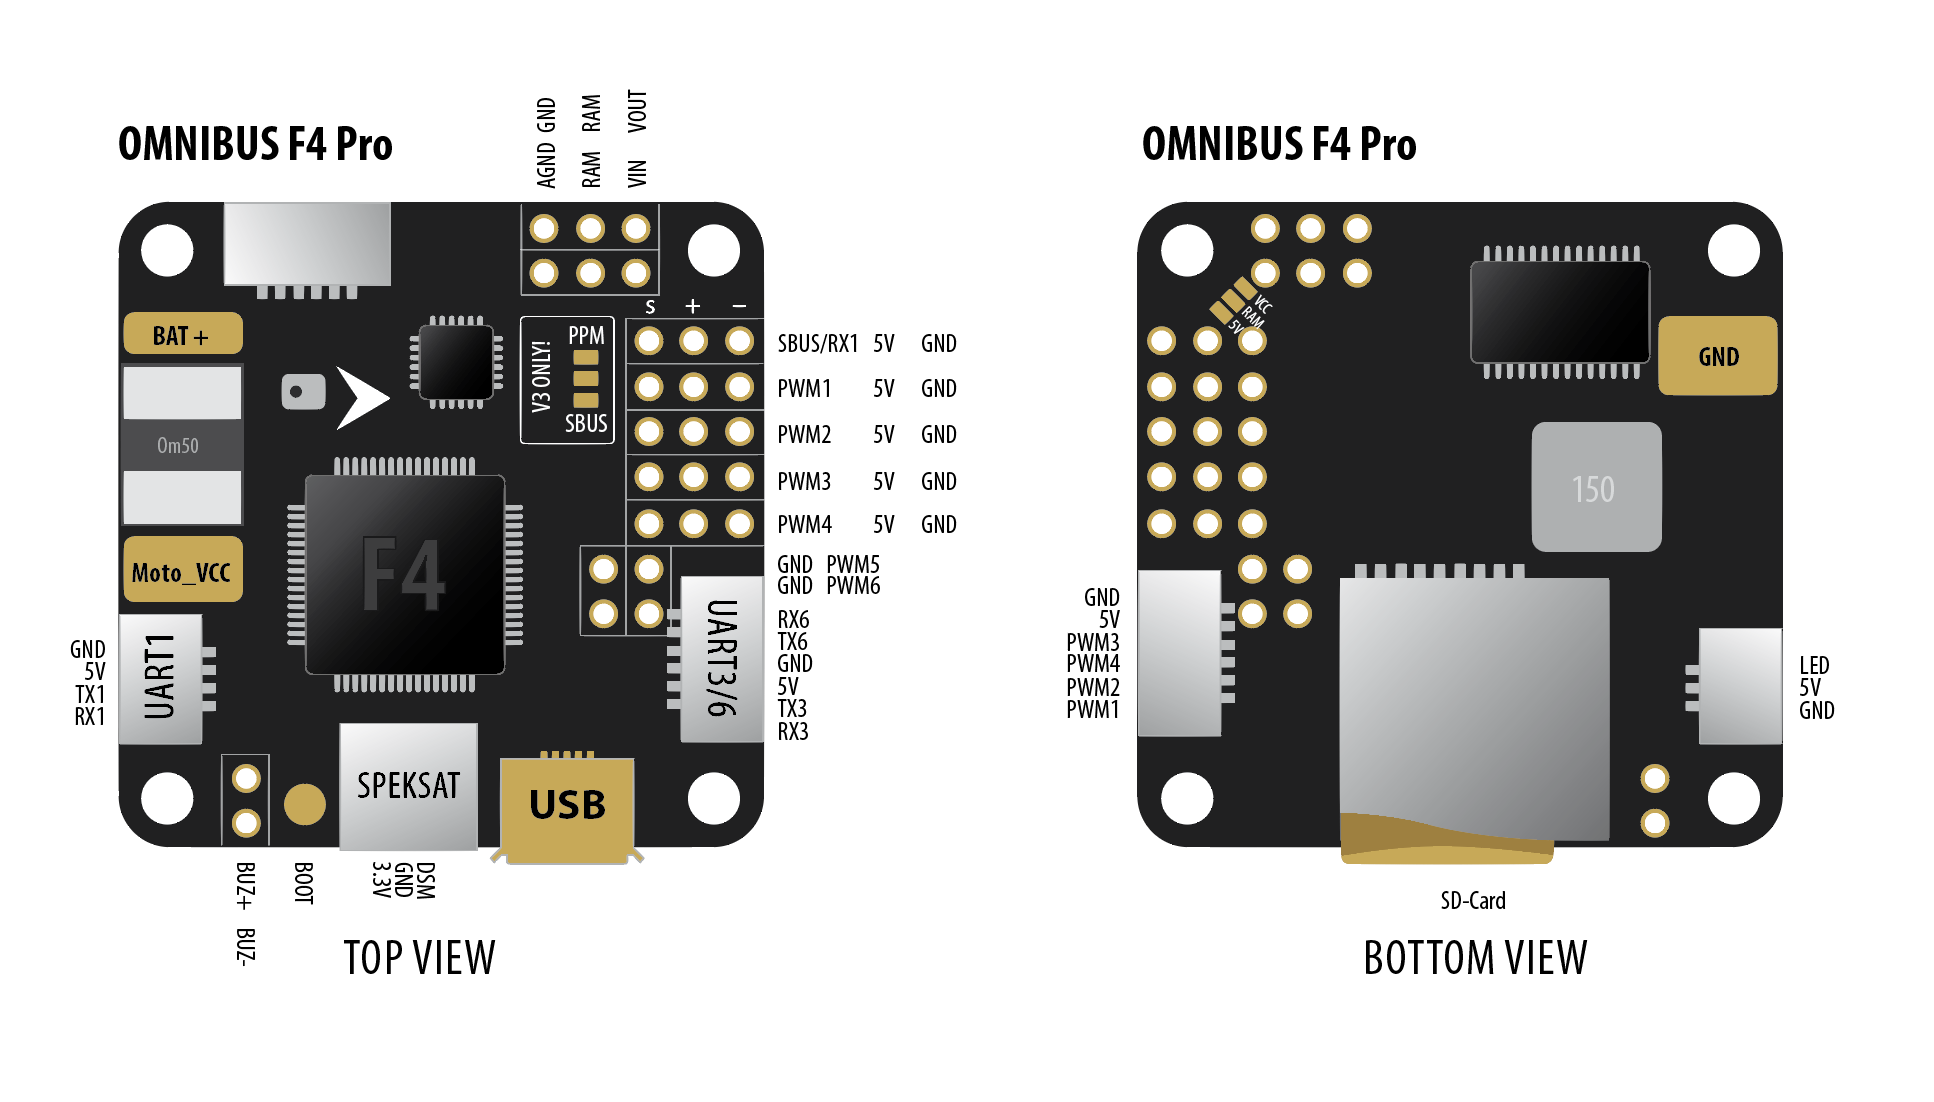 OMNIBUS F4 Pro
AGND GND
RAM RAM
VIN VOUT
BAT +
0m50
Moto_VCC
V3 ONLY!
PPM
SBUS
S + −
SBUS/RX1 5V GND
PWM1 5V GND
PWM2 5V GND
PWM3 5V GND
PWM4 5V GND
GND PWM5
GND PWM6
F4
UART3/6
RX6
TX6
GND
5V
TX3
RX3
UART1
GND
5V
TX1
RX1
SPEKSAT
USB
BUZ+ BUZ-
BOOT
3.3V
GND
DSM
TOP VIEW
OMNIBUS F4 Pro
VCC
RAM
5V
GND
150
GND
5V
PWM3
PWM4
PWM2
PWM1
LED
5V
GND
SD-Card
BOTTOM VIEW